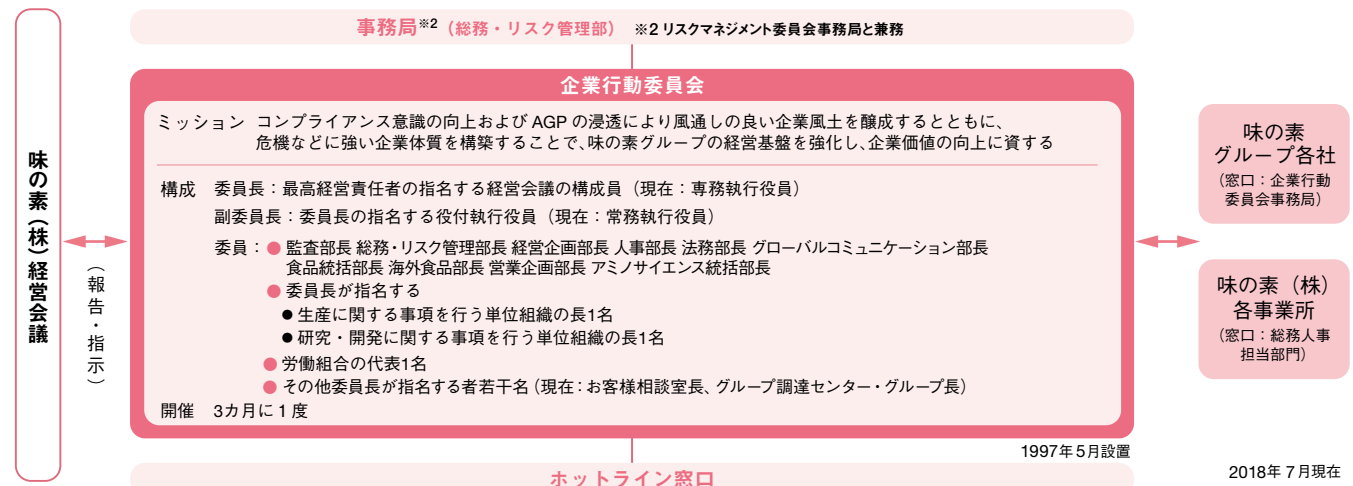 事務局※2（総務・リスク管理部） ※2 リスクマネジメント委員会事務局と兼務
味の素（株）経営会議
（報告・指示）
企業行動委員会
ミッション コンプライアンス意識の向上および AGP の浸透により風通しの良い企業風土を醸成するとともに、
危機などに強い企業体質を構築することで、味の素グループの経営基盤を強化し、企業価値の向上に資する
構成 委員長：最高経営責任者の指名する経営会議の構成員（現在：専務執行役員）
副委員長：委員長の指名する役付執行役員（現在：常務執行役員）
委員：● 監査部長 総務・リスク管理部長 経営企画部長 人事部長 法務部長 グローバルコミュニケーション部長
食品統括部長 海外食品部長 営業企画部長 アミノサイエンス統括部長
● 委員長が指名する
● 生産に関する事項を行う単位組織の長1名
● 研究・開発に関する事項を行う単位組織の長1名
● 労働組合の代表1名
● その他委員長が指名する者若干名（現在：お客様相談室長、グループ調達センター・グループ長）
開催 3カ月に1度
1997年5月設置
味の素
グループ各社
（窓口：企業行動
委員会事務局）
味の素（株）
各事業所
（窓口：総務人事
担当部門）
ホットライン窓口
2018年7月現在